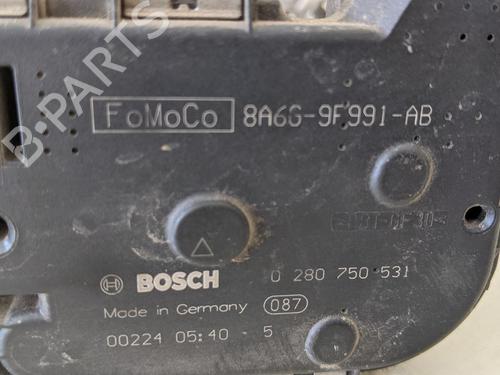 B-PARTS
FoMoCo 8A6G-9F991-AB
BOSCH 0 280 750 531
Made in Germany 087
00224 05:40 - 5